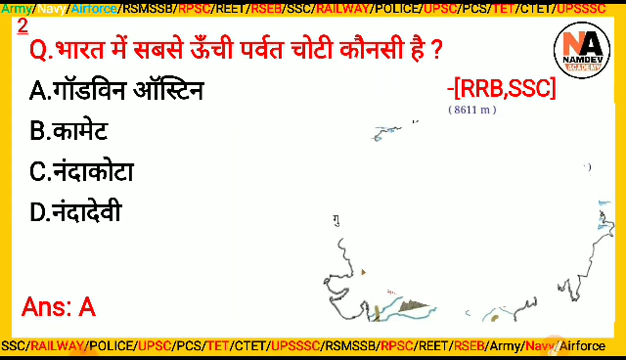 Army/Navy/Airforce/RSMSSB/RPSC/REET/RSEB/SSC/RAILWAY/POLICE/UPSC/PCS/TET/CTET/UPSSSC
2
Q.भारत में सबसे ऊँची पर्वत चोटी कौनसी है ?
NA
NAMDEV
ACADEMY
A.गॉडविन ऑस्टिन
-[RRB,SSC]
( 8611 m )
B.कामेट
C.नंदाकोटा
)
D.नंदादेवी
गु
Ans: A
SSC/RAILWAY/POLICE/UPSC/PCS/TET/CTET/UPSSSC/RSMSSB/RPSC/REET/RSEB/Army/Navy/Airforce